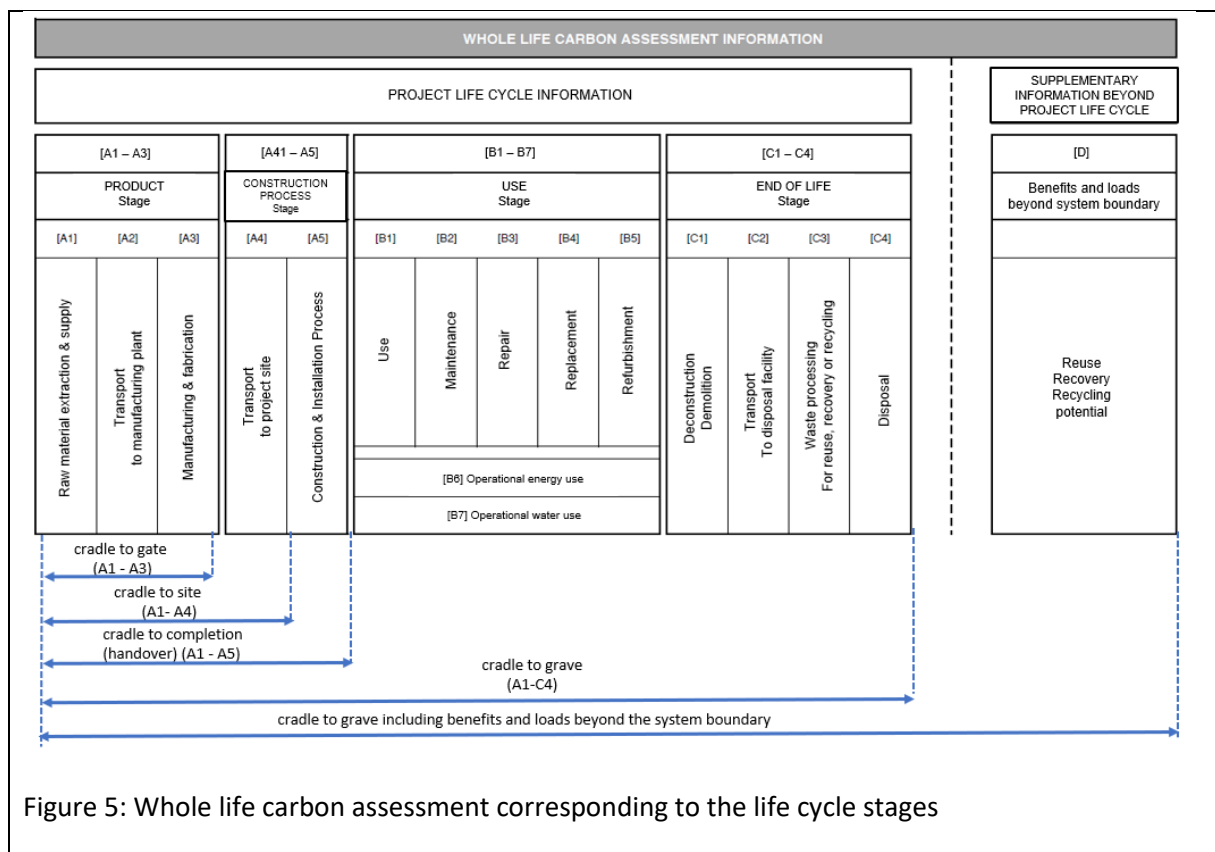 WHOLE LIFE CARBON ASSESSMENT INFORMATION
PROJECT LIFE CYCLE INFORMATION
SUPPLEMENTARY
INFORMATION BEYOND
PROJECT LIFE CYCLE
[A1 – A3]
[A41 – A5]
[B1 – B7]
[C1 – C4]
[D]
PRODUCT
Stage
CONSTRUCTION
PROCESS
Stage
USE
Stage
END OF LIFE
Stage
Benefits and loads
beyond system boundary
[A1]
[A2]
[A3]
[A4]
[A5]
[B1]
[B2]
[B3]
[B4]
[B5]
[C1]
[C2]
[C3]
[C4]
Raw material extraction & supply
Transport
to manufacturing plant
Manufacturing & fabrication
Transport
to project site
Construction & Installation Process
Use
Maintenance
Repair
Replacement
Refurbishment
[B6] Operational energy use
[B7] Operational water use
Deconstruction
Demolition
Transport
To disposal facility
Waste processing
For reuse, recovery or recycling
Disposal
Reuse
Recovery
Recycling
potential
cradle to gate
(A1 - A3)
cradle to site
(A1- A4)
cradle to completion
(handover) (A1 - A5)
cradle to grave
(A1-C4)
cradle to grave including benefits and loads beyond the system boundary
Figure 5: Whole life carbon assessment corresponding to the life cycle stages